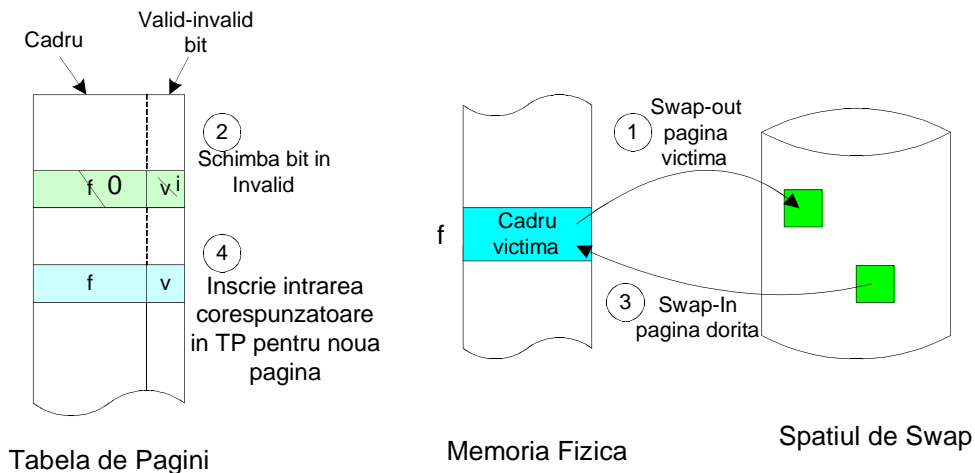 Cadru
Valid-invalid
bit
2
Schimba bit in
Invalid
f 0 v i
4
f v
Inscrie intrarea
corespunzatoare
in TP pentru noua
pagina
Tabela de Pagini
1
Swap-out
pagina
victima
f
Cadru
victima
3
Swap-In
pagina dorita
Memoria Fizica
Spatiul de Swap